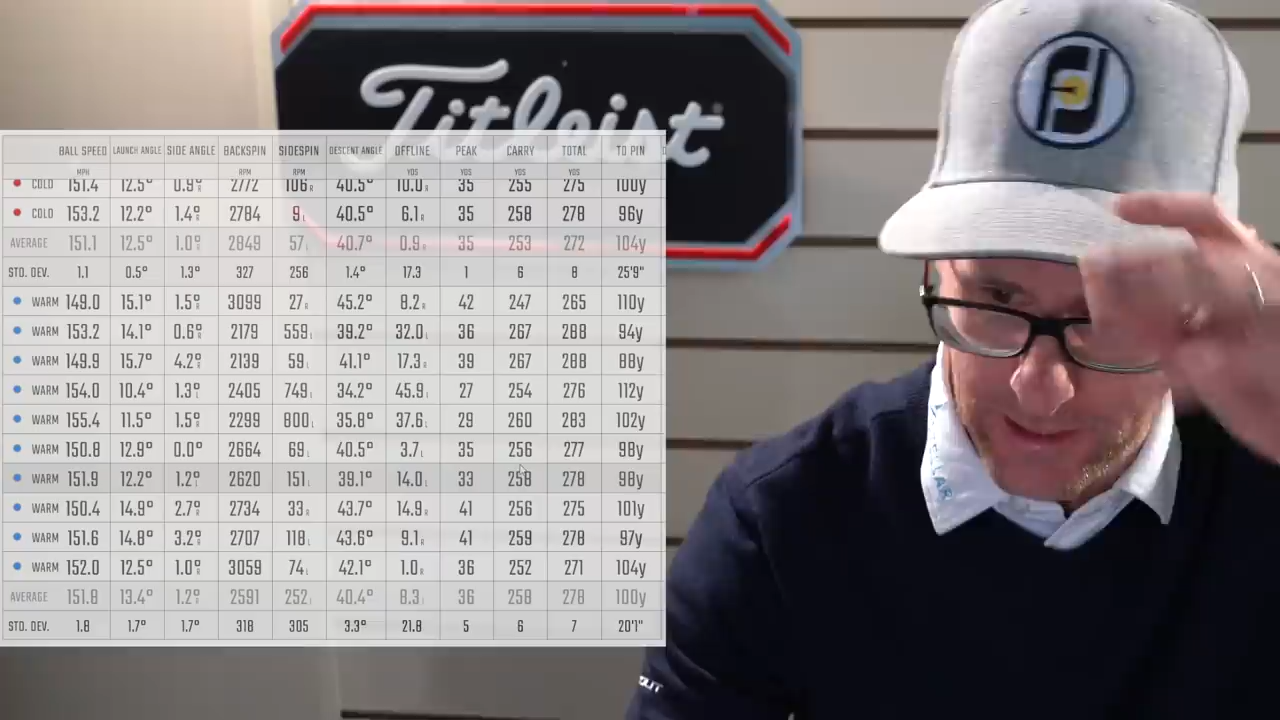 Titleist
BALL SPEED LAUNCH ANGLE SIDE ANGLE BACKSPIN SIDESPIN DESCENT ANGLE OFFLINE PEAK CARRY TOTAL TO PIN
MPH RPM RPM YDS YDS YDS YDS
COLD 151.4 12.5° 0.9° R 2772 106 R 40.5° 10.0 R 35 255 275 100y
COLD 153.2 12.2° 1.4° R 2784 9 L 40.5° 6.1 R 35 258 278 96y
AVERAGE 151.1 12.5° 1.0° R 2849 57 L 40.7° 0.9 R 35 253 272 104y
STD. DEV. 1.1 0.5° 1.3° 327 256 1.4° 17.3 1 6 8 25'9"
WARM 149.0 15.1° 1.5° R 3099 27 R 45.2° 8.2 R 42 247 265 110y
WARM 153.2 14.1° 0.6° R 2179 559 L 39.2° 32.0 L 36 267 288 94y
WARM 149.9 15.7° 4.2° R 2139 59 L 41.1° 17.3 R 39 267 288 88y
WARM 154.0 10.4° 1.3° L 2405 749 L 34.2° 45.9 L 27 254 276 112y
WARM 155.4 11.5° 1.5° R 2299 800 L 35.8° 37.6 L 29 260 283 102y
WARM 150.8 12.9° 0.0° 2664 69 L 40.5° 3.7 L 35 256 277 98y
WARM 151.9 12.2° 1.2° L 2620 151 L 39.1° 14.0 L 33 258 278 98y
WARM 150.4 14.9° 2.7° R 2734 33 R 43.7° 14.9 R 41 256 275 101y
WARM 151.6 14.8° 3.2° R 2707 118 L 43.6° 9.1 R 41 259 278 97y
WARM 152.0 12.5° 1.0° R 3059 74 L 42.1° 1.0 R 36 252 271 104y
AVERAGE 151.8 13.4° 1.2° R 2591 252 L 40.4° 8.3 L 36 258 278 100y
STD. DEV. 1.8 1.7° 1.7° 318 305 3.3° 21.8 5 6 7 20'1"